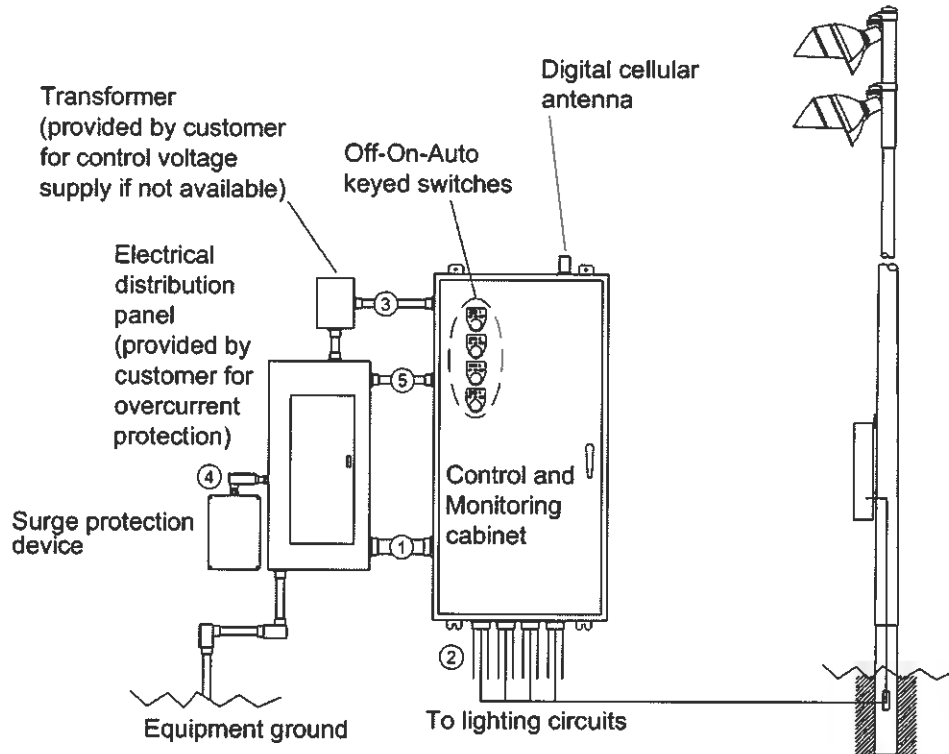 Transformer
(provided by customer
for control voltage
supply if not available)
Digital cellular
antenna
Off-On-Auto
keyed switches
Electrical
distribution
panel
(provided by
customer for
overcurrent
protection)
3
5
4
Surge protection
device
Control and
Monitoring
cabinet
1
2
Equipment ground
To lighting circuits